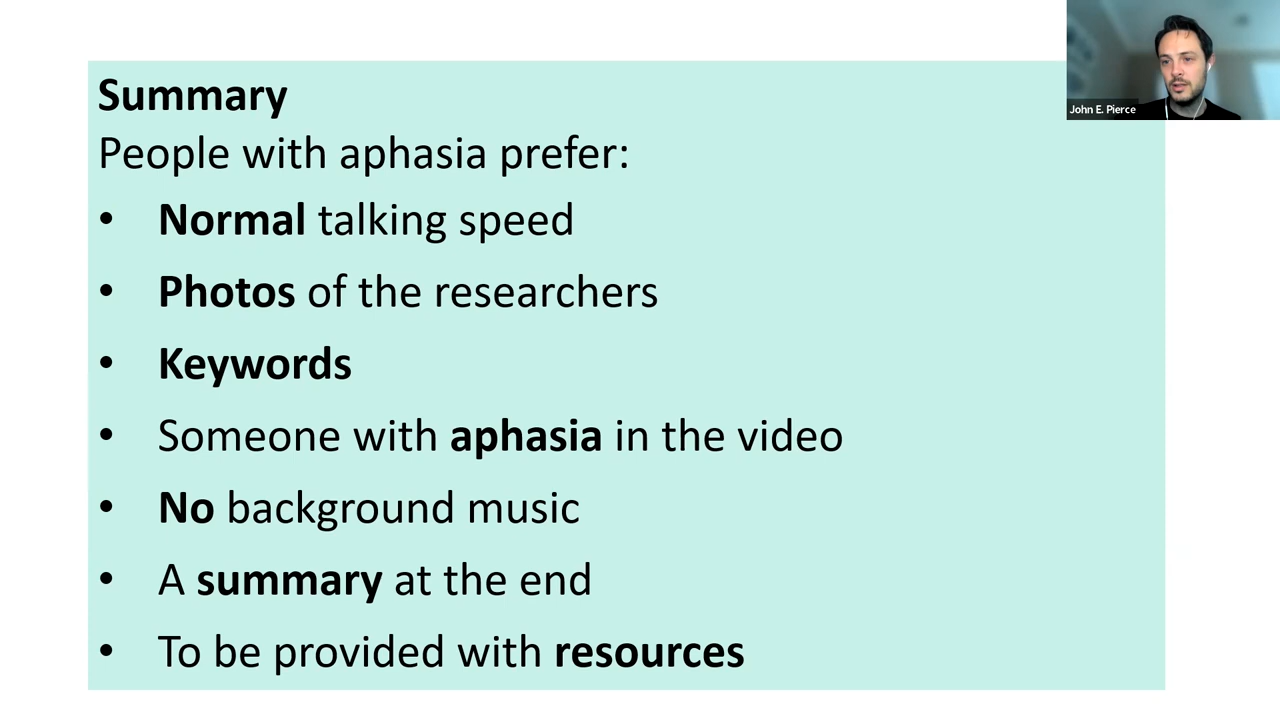 Summary
People with aphasia prefer:
• Normal talking speed
• Photos of the researchers
• Keywords
• Someone with aphasia in the video
• No background music
• A summary at the end
• To be provided with resources
John E. Pierce